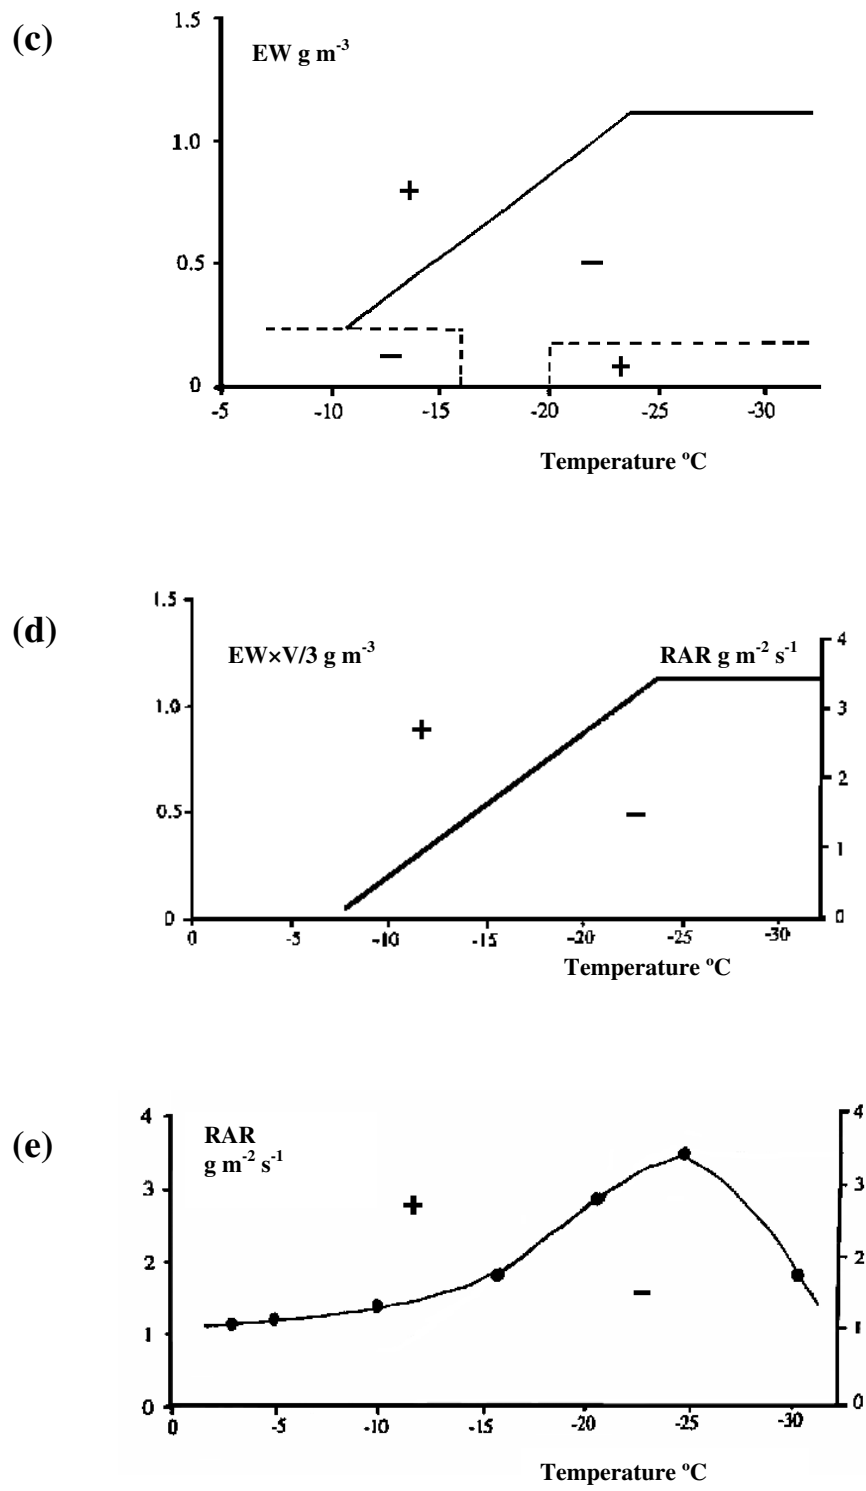 (c)
EW g m⁻³
1.5
1.0
0.5
0
+
−
−
+
-5 -10 -15 -20 -25 -30
Temperature ºC
(d)
EW×V/3 g m⁻³
RAR g m⁻² s⁻¹
1.5
1.0
0.5
0
+
−
4
3
2
1
0
0 -5 -10 -15 -20 -25 -30
Temperature ºC
(e)
RAR
g m⁻² s⁻¹
4
3
2
1
0
+
−
4
3
2
1
0
0 -5 -10 -15 -20 -25 -30
Temperature ºC